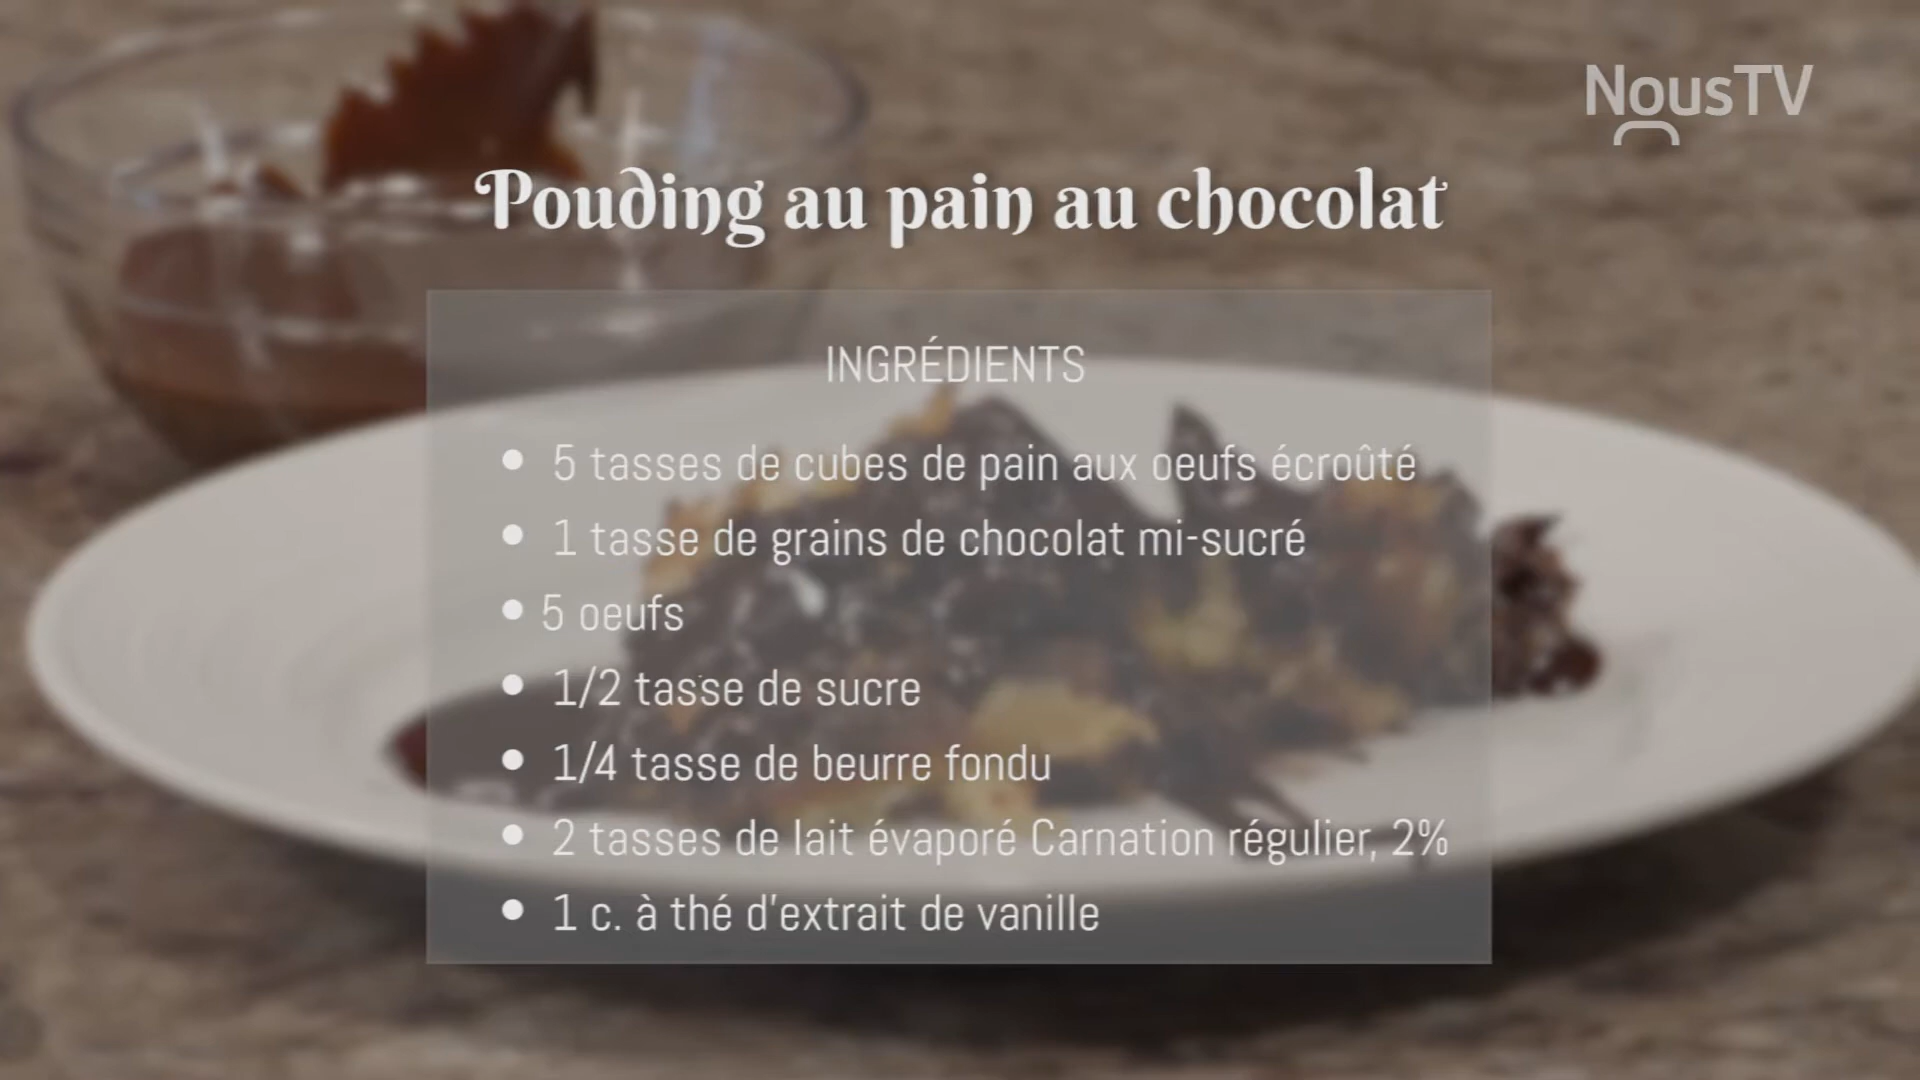 NousTV
Pouding au pain au chocolat
INGRÉDIENTS
• 5 tasses de cubes de pain aux oeufs écroûté
• 1 tasse de grains de chocolat mi-sucré
• 5 oeufs
• 1/2 tasse de sucre
• 1/4 tasse de beurre fondu
• 2 tasses de lait évaporé Carnation régulier, 2%
• 1 c. à thé d'extrait de vanille